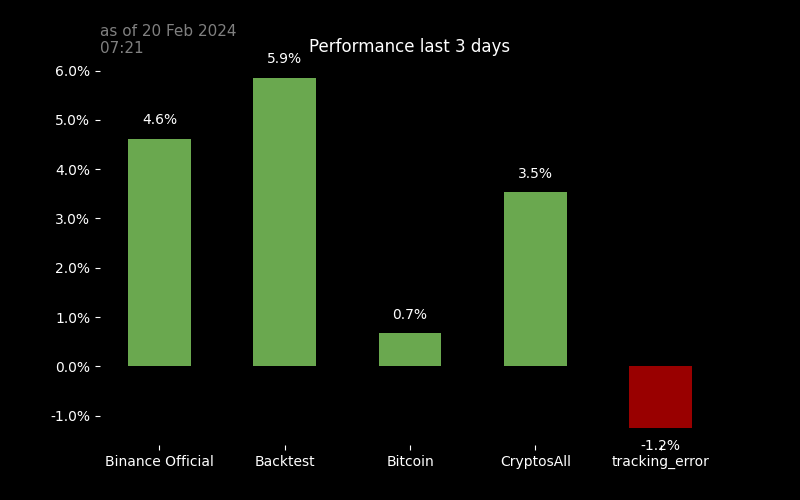 as of 20 Feb 2024
07:21
Performance last 3 days
6.0%
5.0%
4.0%
3.0%
2.0%
1.0%
0.0%
-1.0%
4.6%
5.9%
0.7%
3.5%
-1.2%
Binance Official
Backtest
Bitcoin
CryptosAll
tracking_error